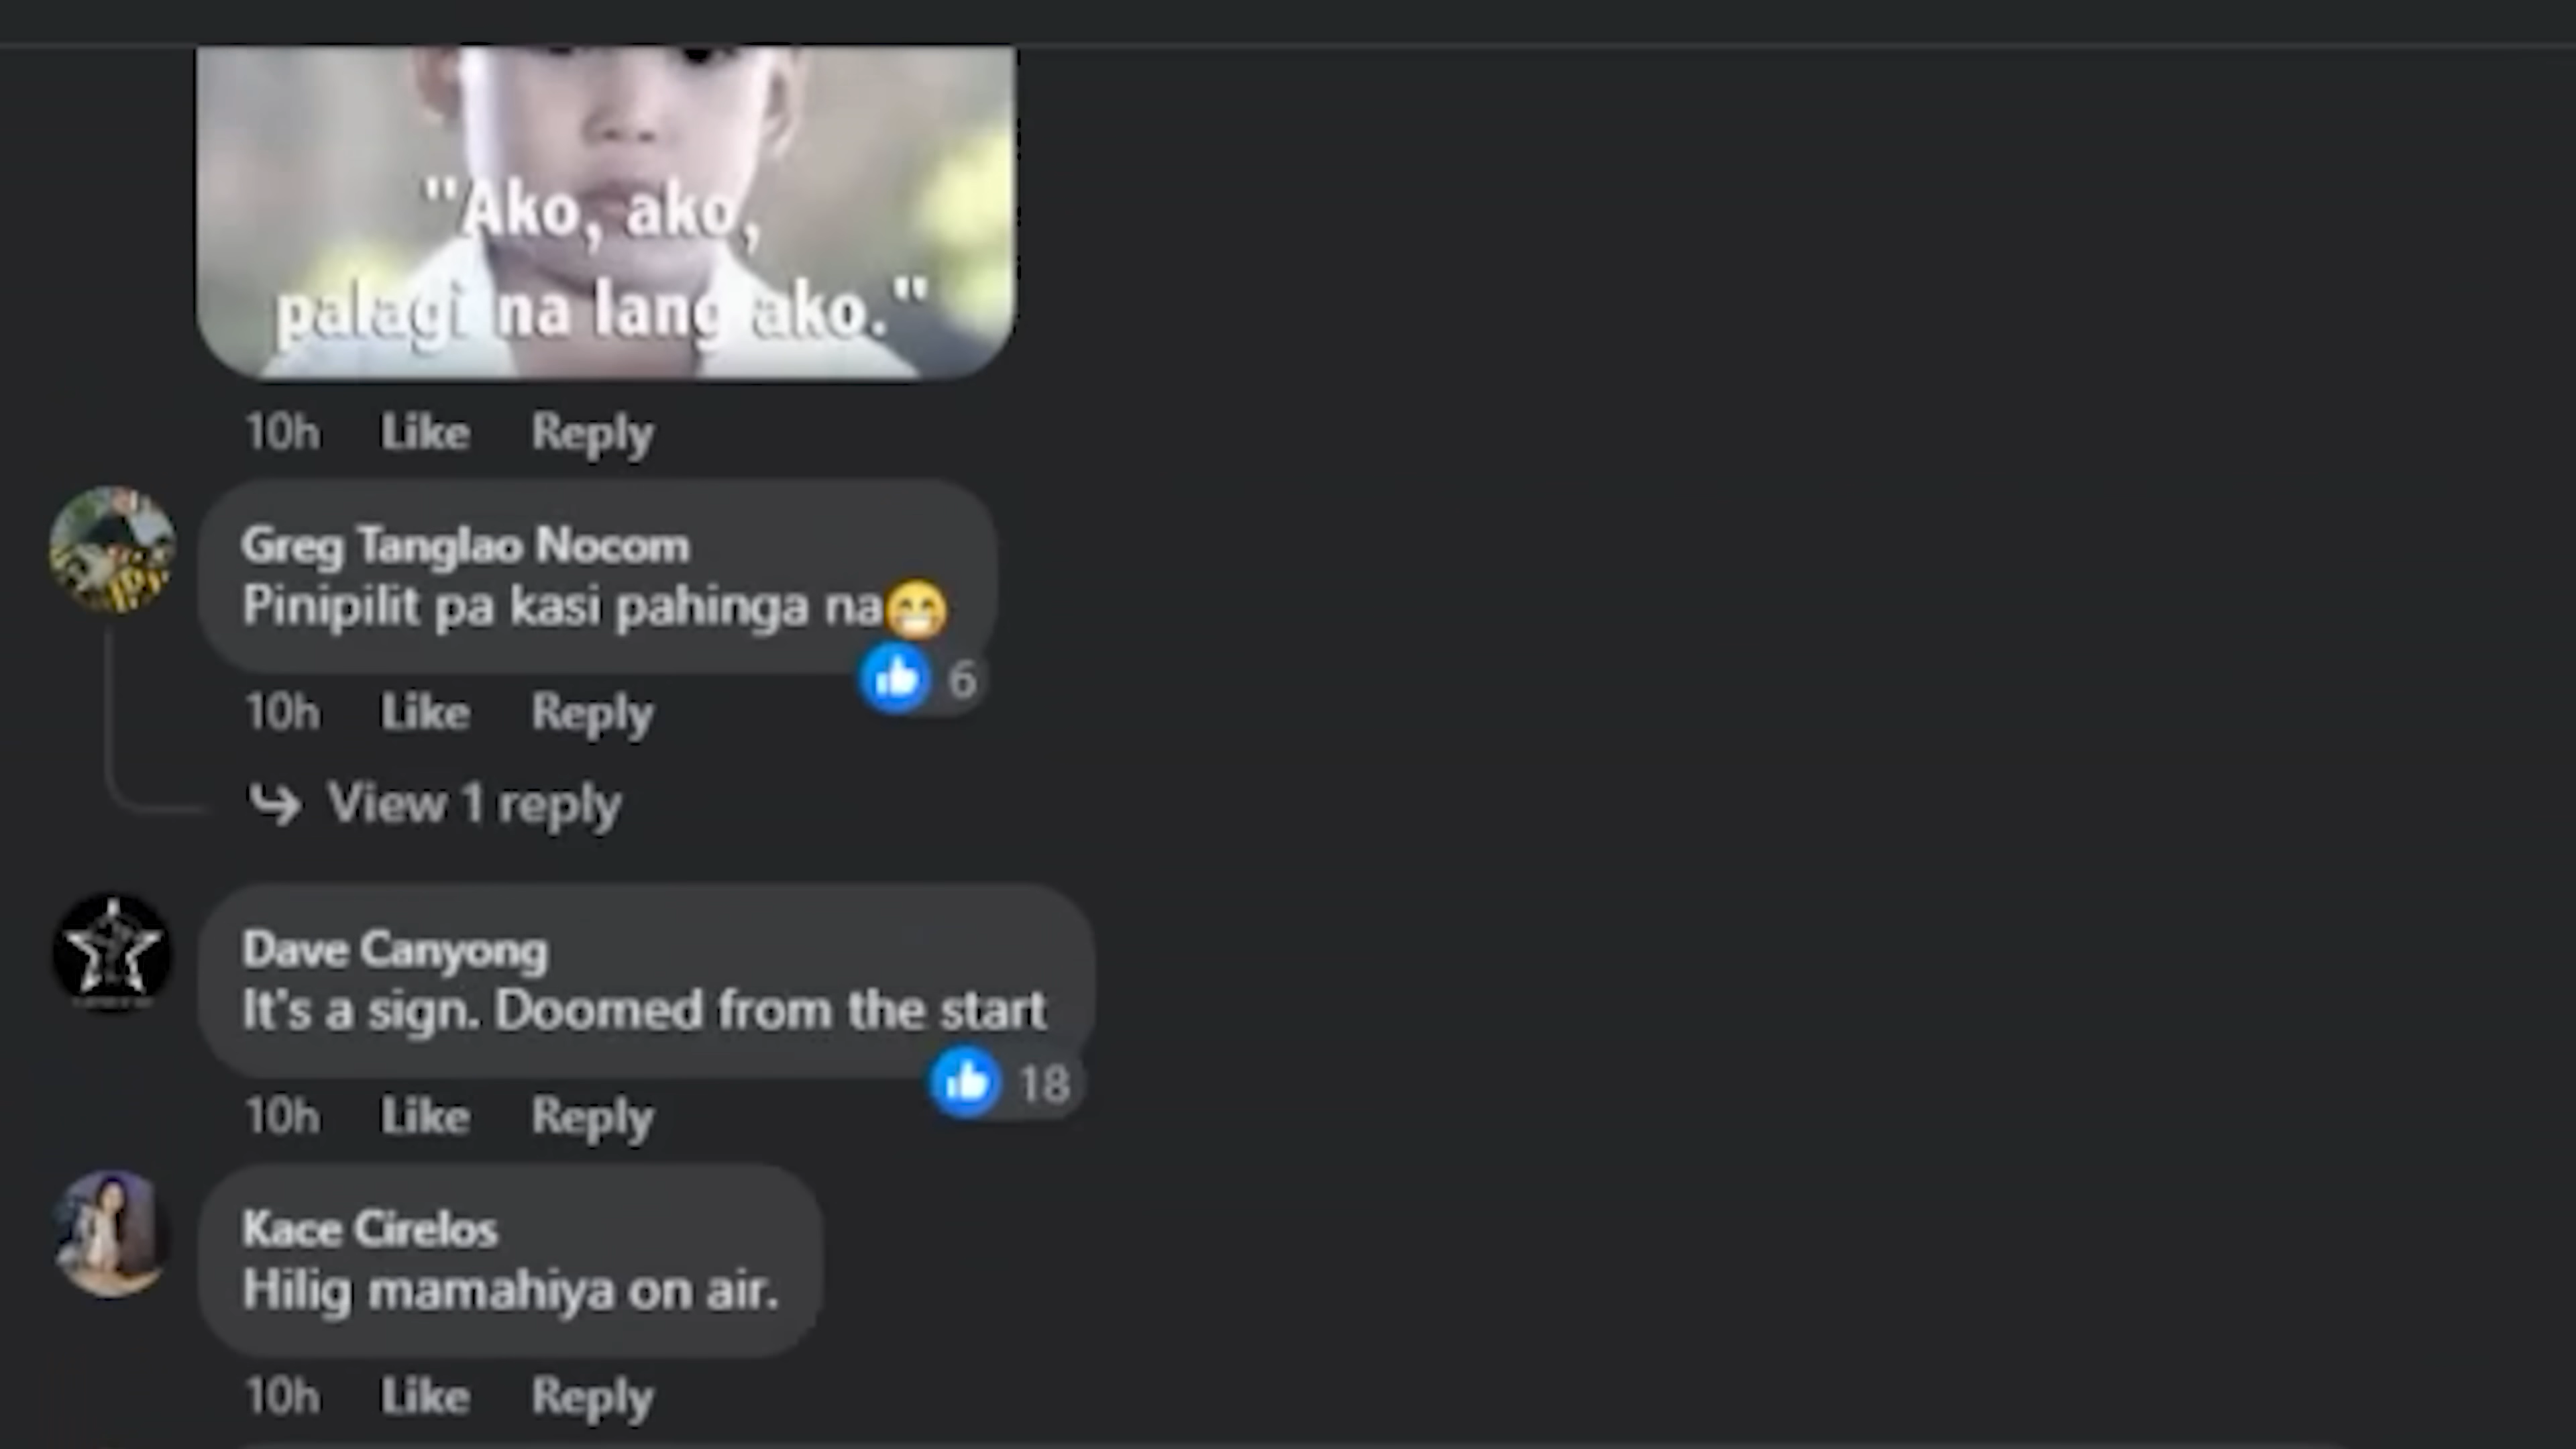 "Ako, ako,
palagi na lang ako."
10h Like Reply
Greg Tanglao Nocom
Pinipilit pa kasi pahinga na😁
6
10h Like Reply
View 1 reply
Dave Canyong
It's a sign. Doomed from the start
18
10h Like Reply
Kace Cirelos
Hilig mamahiya on air.
10h Like Reply